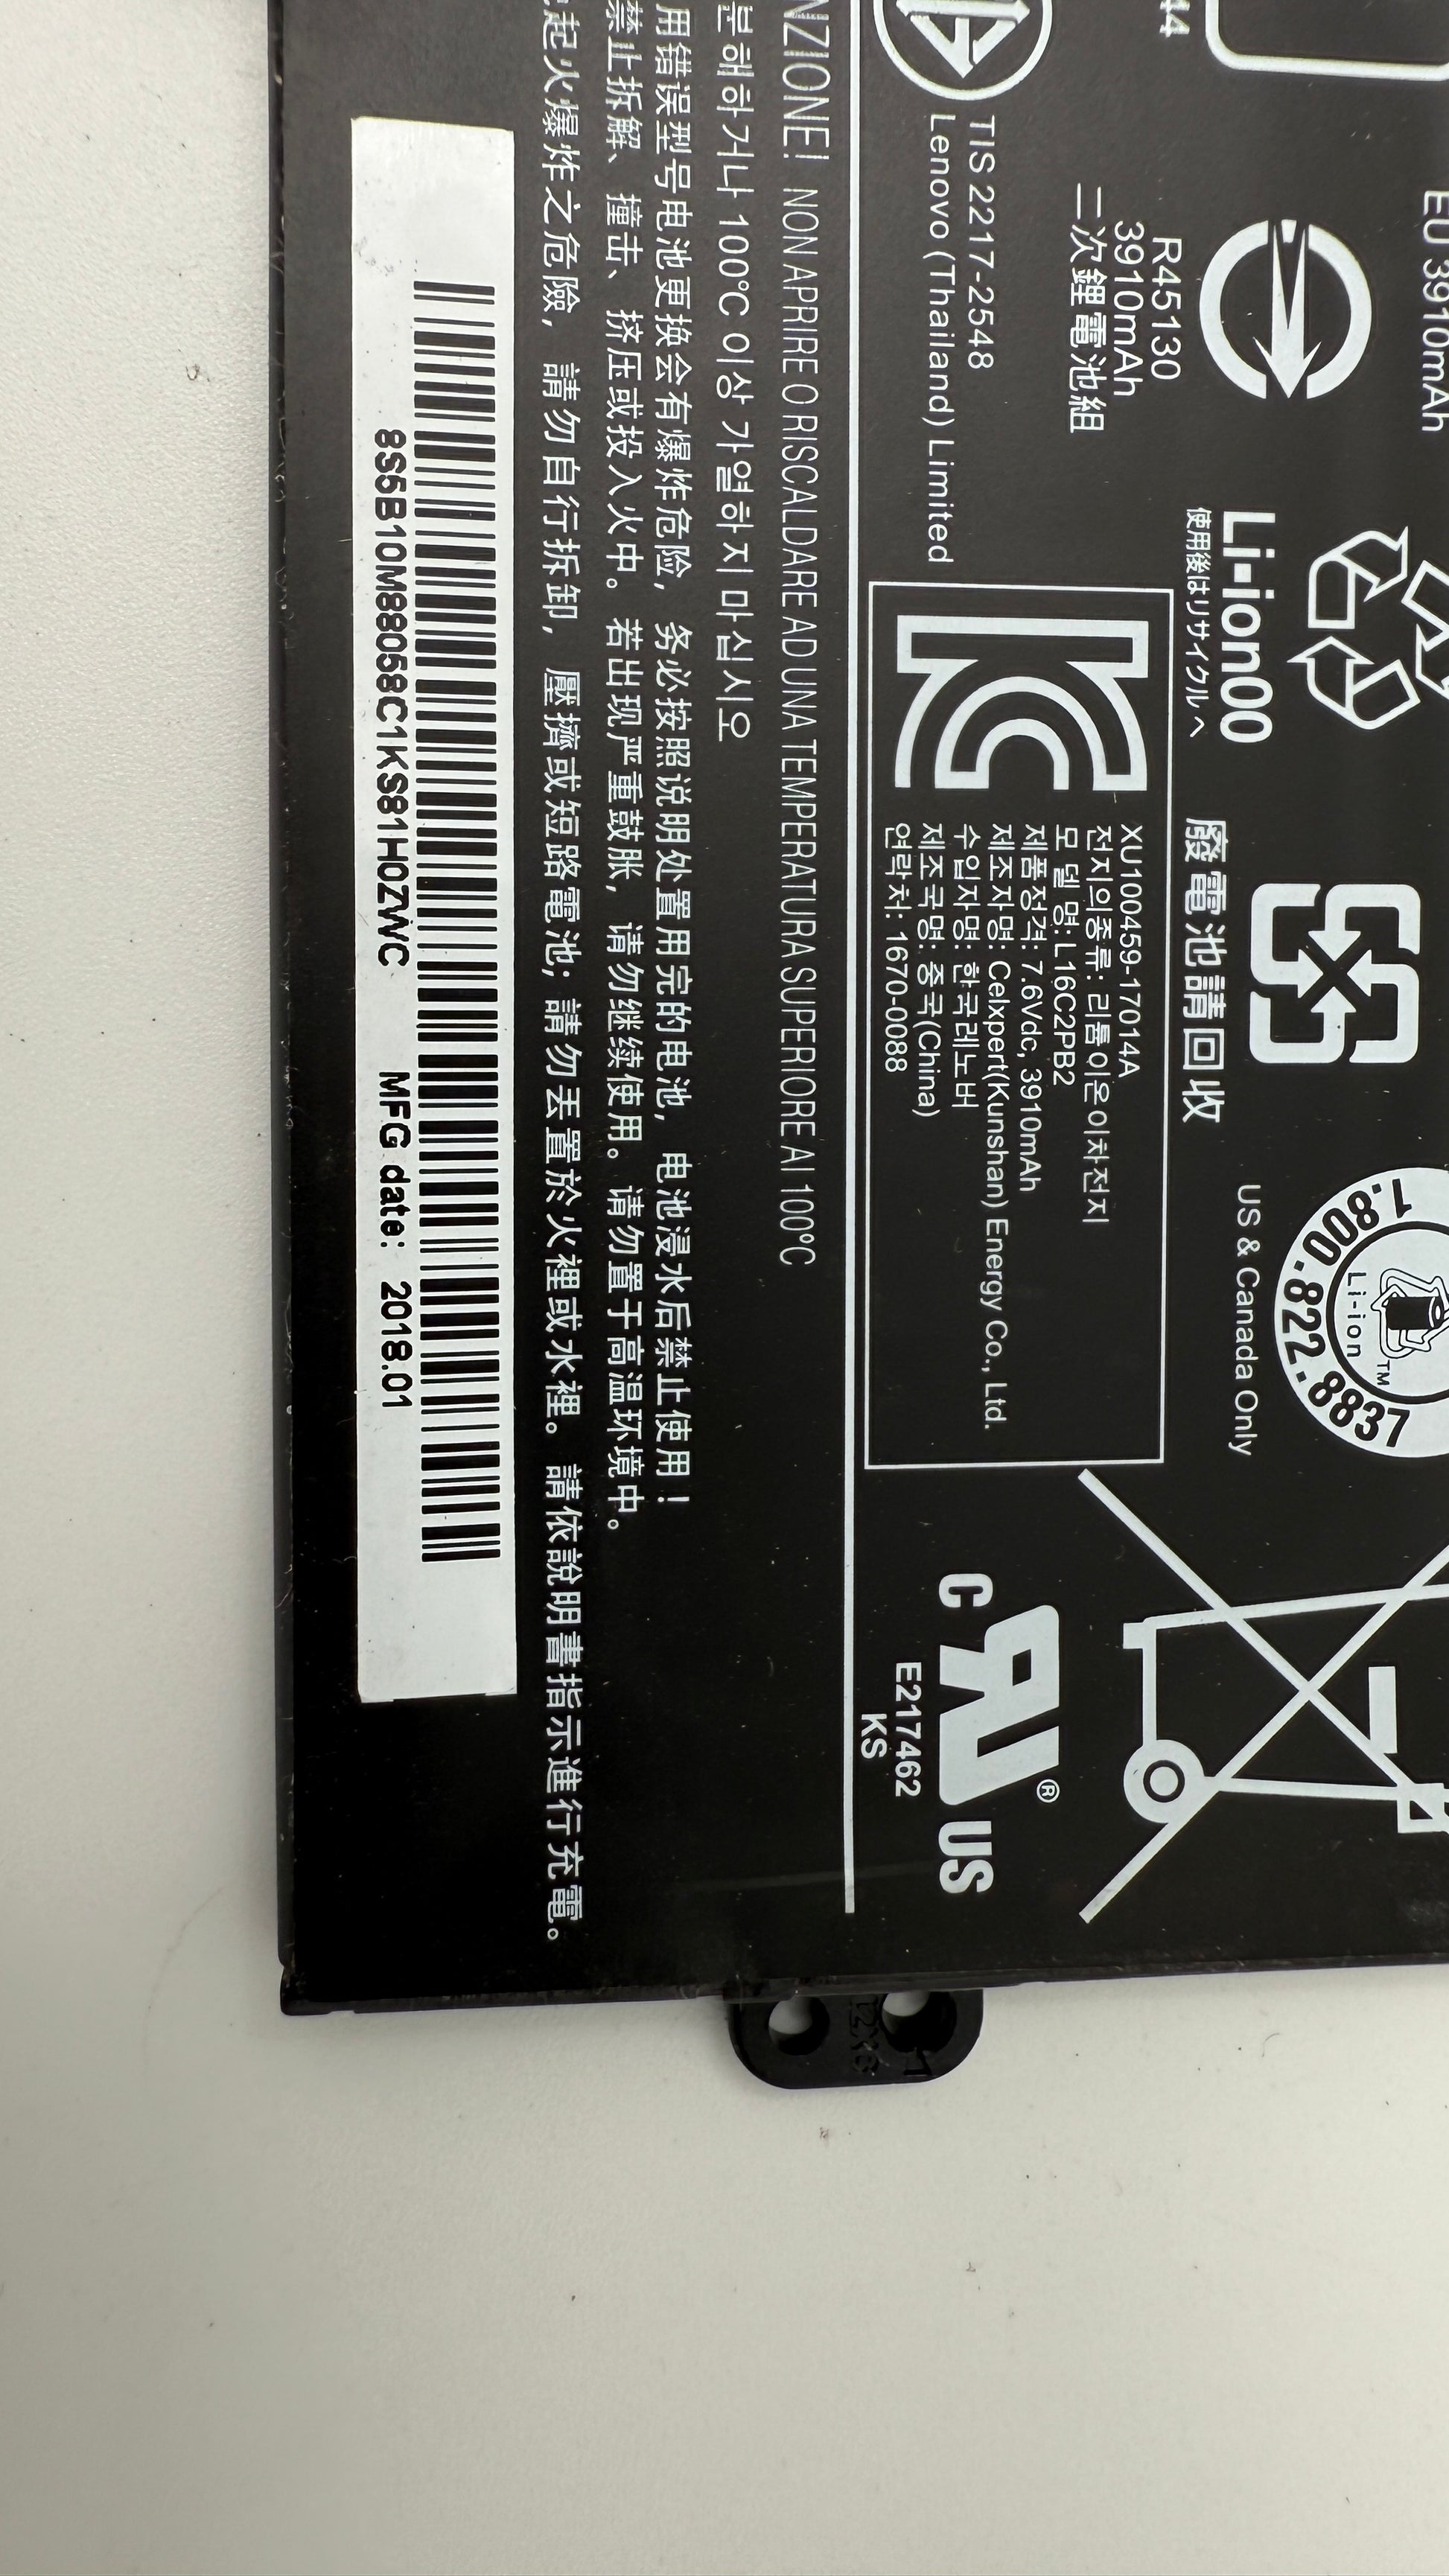 44
EU 3910mAh
R45130
3910mAh
二次鋰電池組
TIS 2217-2548
Lenovo (Thailand) Limited
Li-ion00
使用後はリサイクルへ
廢電池請回收
1.800.822.8837
Li-ion
TM
US & Canada Only
XU100459-17014A
전지의종류: 리튬이온이차전지
모 델 명: L16C2PB2
제품정격: 7.6Vdc, 3910mAh
제조자명: Celxpert(Kunshan) Energy Co., Ltd.
수입자명: 한국레노버
제조국명: 중국(China)
연락처: 1670-0088
C
US
®
E217462
KS
NZIONE! NON APRIRE O RISCALDARE AD UNA TEMPERATURA SUPERIORE AI 100℃
분해하거나 100℃ 이상 가열하지 마십시오
用错误型号电池更换会有爆炸危险, 务必按照说明处置用完的电池, 电池浸水后禁止使用!
禁止拆解、撞击、挤压或投入火中。若出现严重鼓胀, 请勿继续使用。请勿置于高温环境中。
起火爆炸之危險, 請勿自行拆卸, 壓擠或短路電池; 請勿丟置於火裡或水裡。請依說明書指示進行充電。
8S5B10M88058C1KS81H0ZWC MFG date: 2018.01